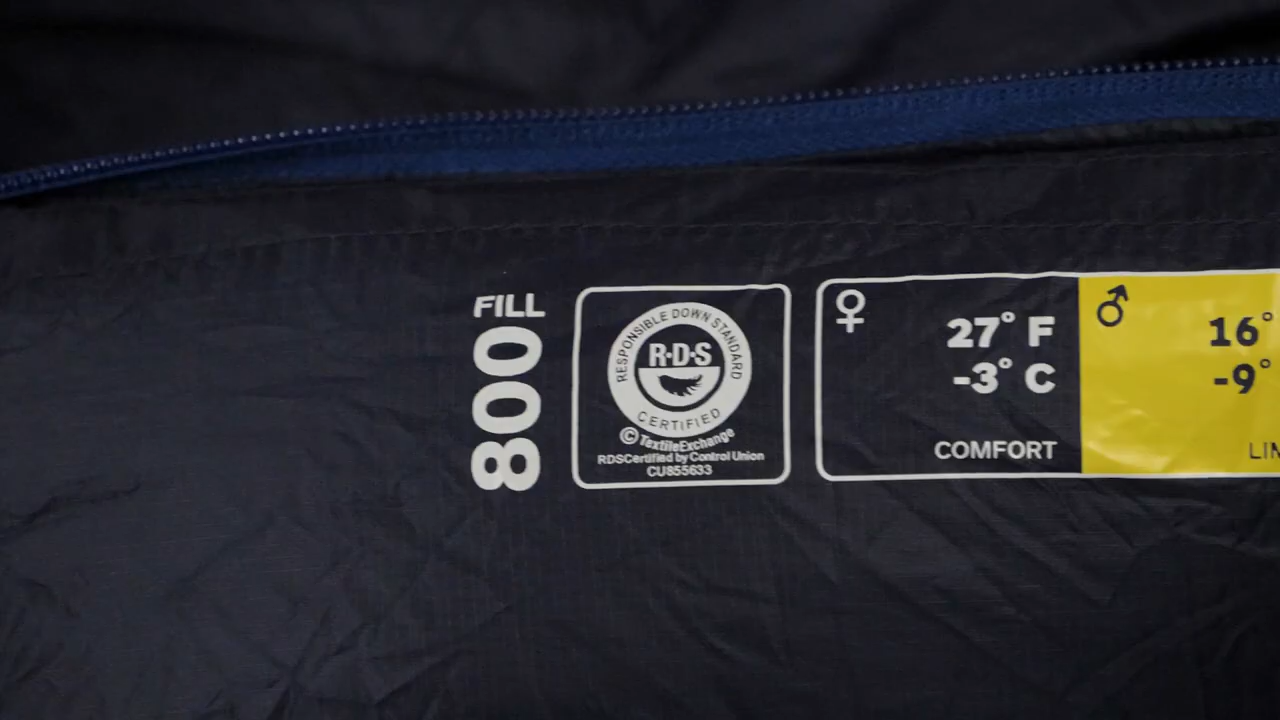 FILL
800
RESPONSIBLE DOWN STANDARD
R·D·S
CERTIFIED
© TextileExchange
RDSCertified by Control Union
CU855633
♀
27° F
-3° C
COMFORT
♂
16°
-9°